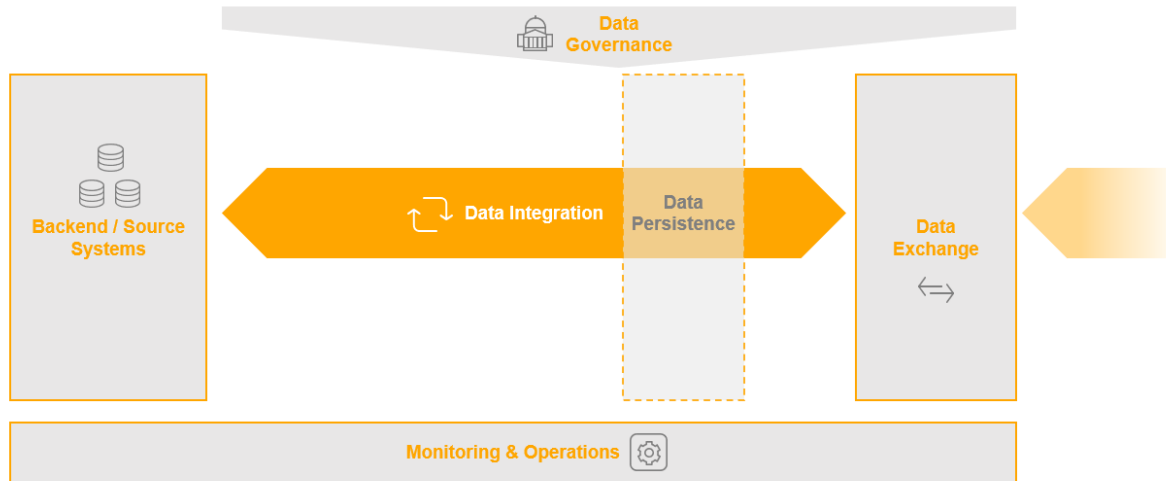 Data
Governance
Backend / Source
Systems
Data Integration
Data
Persistence
Data
Exchange
Monitoring & Operations